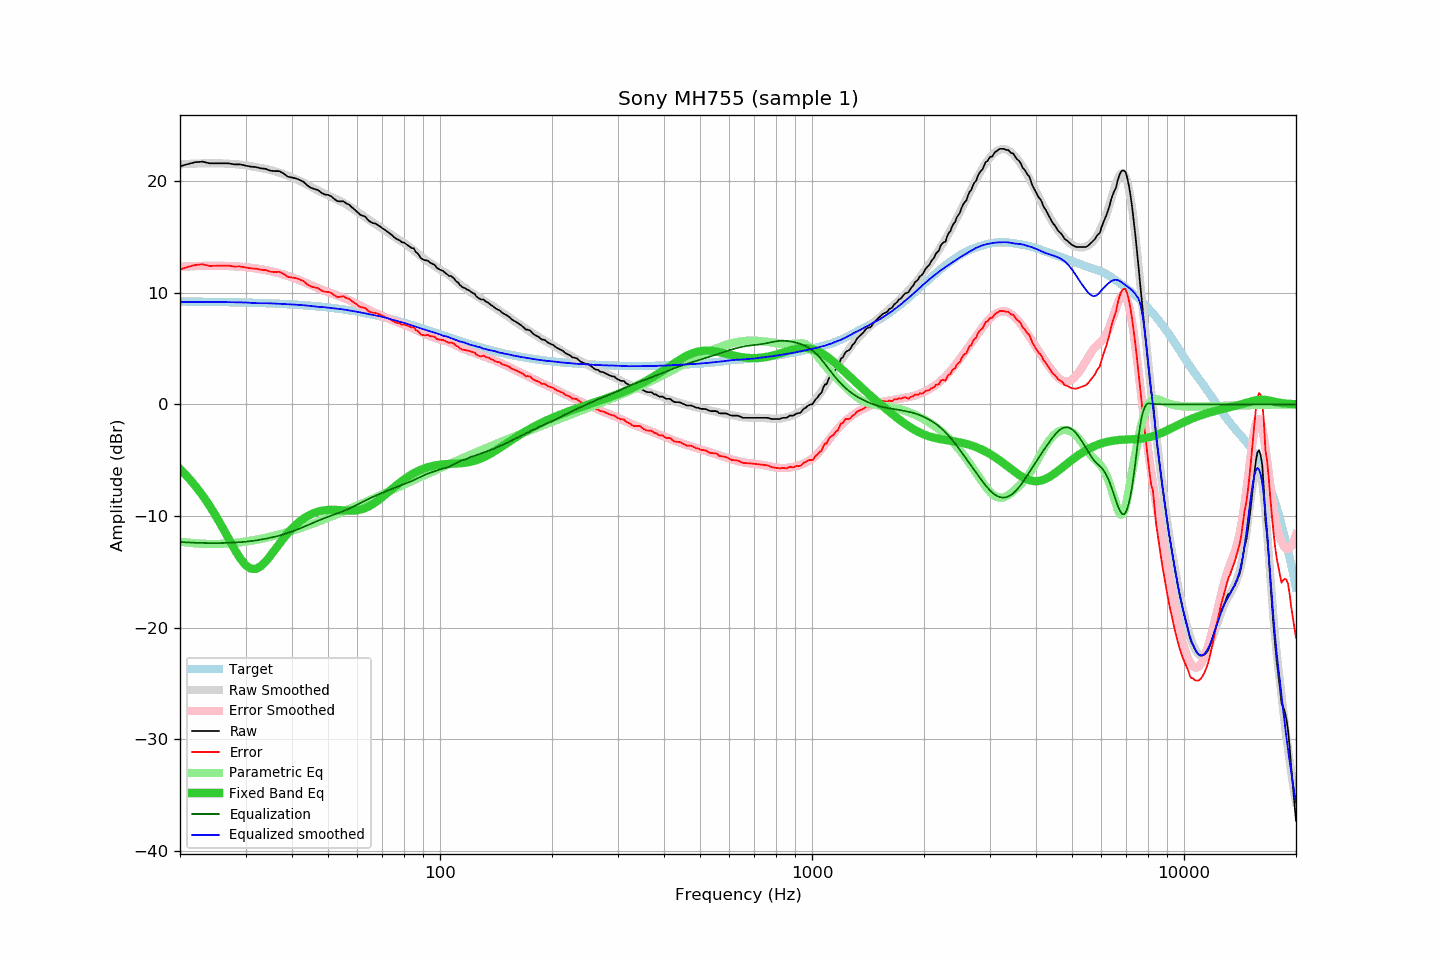 Sony MH755 (sample 1)
Amplitude (dBr)
20
10
0
−10
−20
−30
−40
Target
Raw Smoothed
Error Smoothed
Raw
Error
Parametric Eq
Fixed Band Eq
Equalization
Equalized smoothed
100
1000
10000
Frequency (Hz)